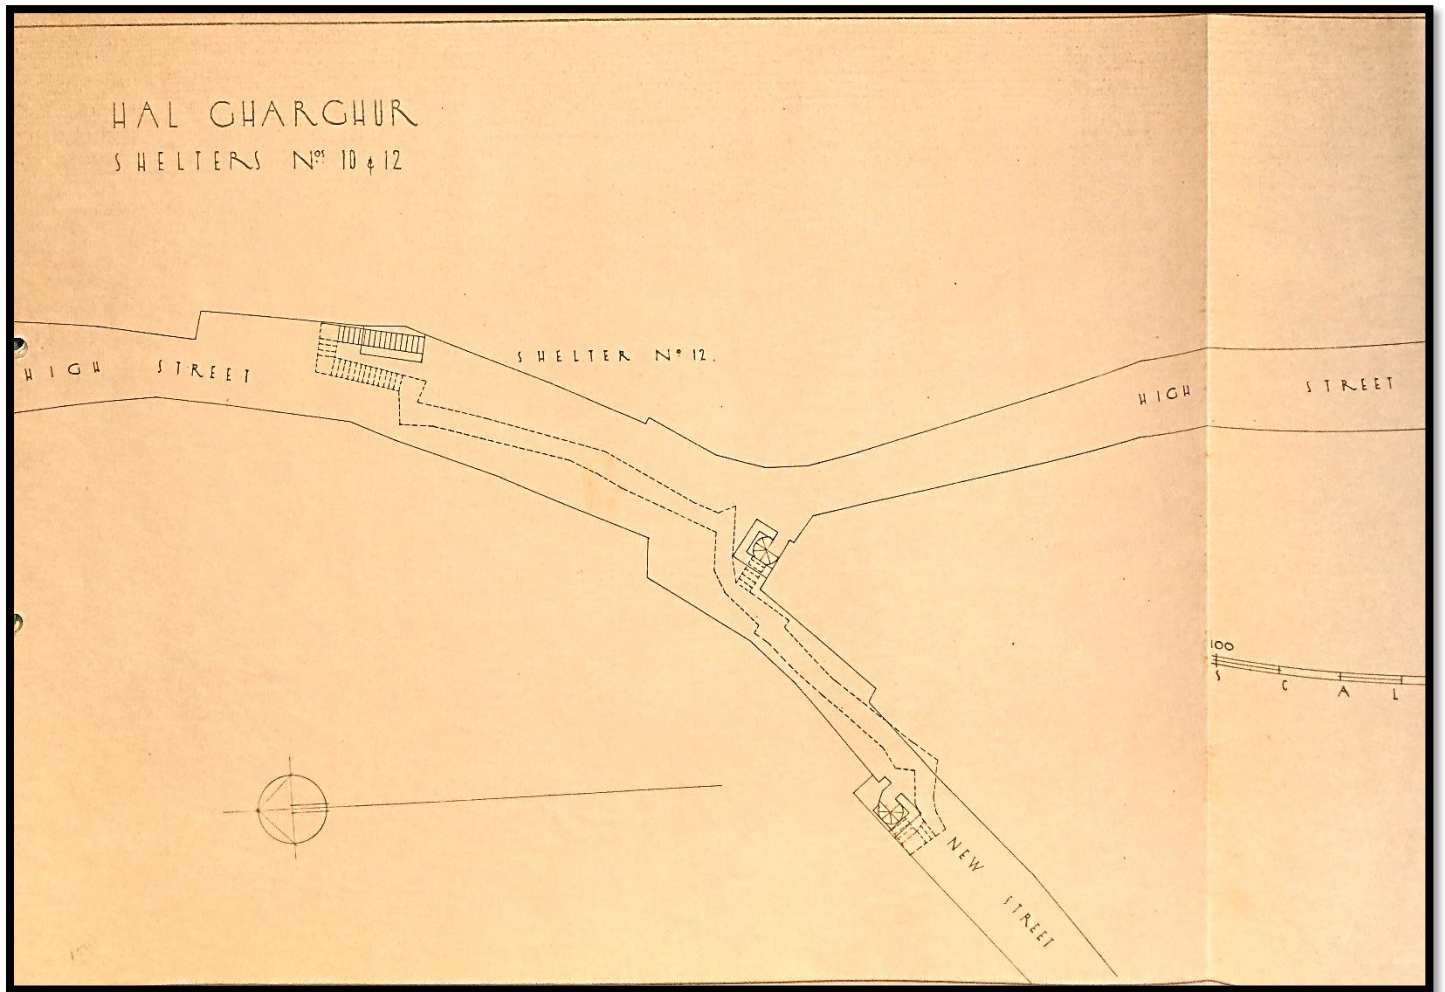 HAL GHARGHUR
SHELTERS Nos 10 & 12
SHELTER No 12.
HIGH STREET
HIGH STREET
100
S C A L
NEW STREET